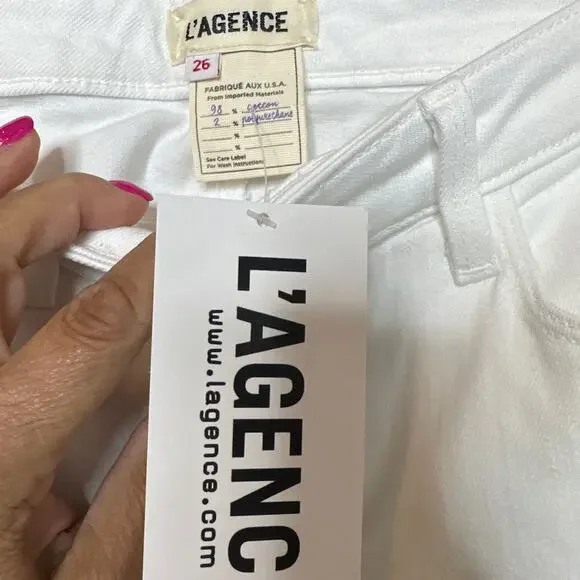 L'AGENCE
26
FABRIQUÉ AUX U.S.A.
From Imported Materials
98 % cotton
2 % polyurethane
%
%
See Care Label
For Wash Instructions
L'AGENC
www.lagence.com